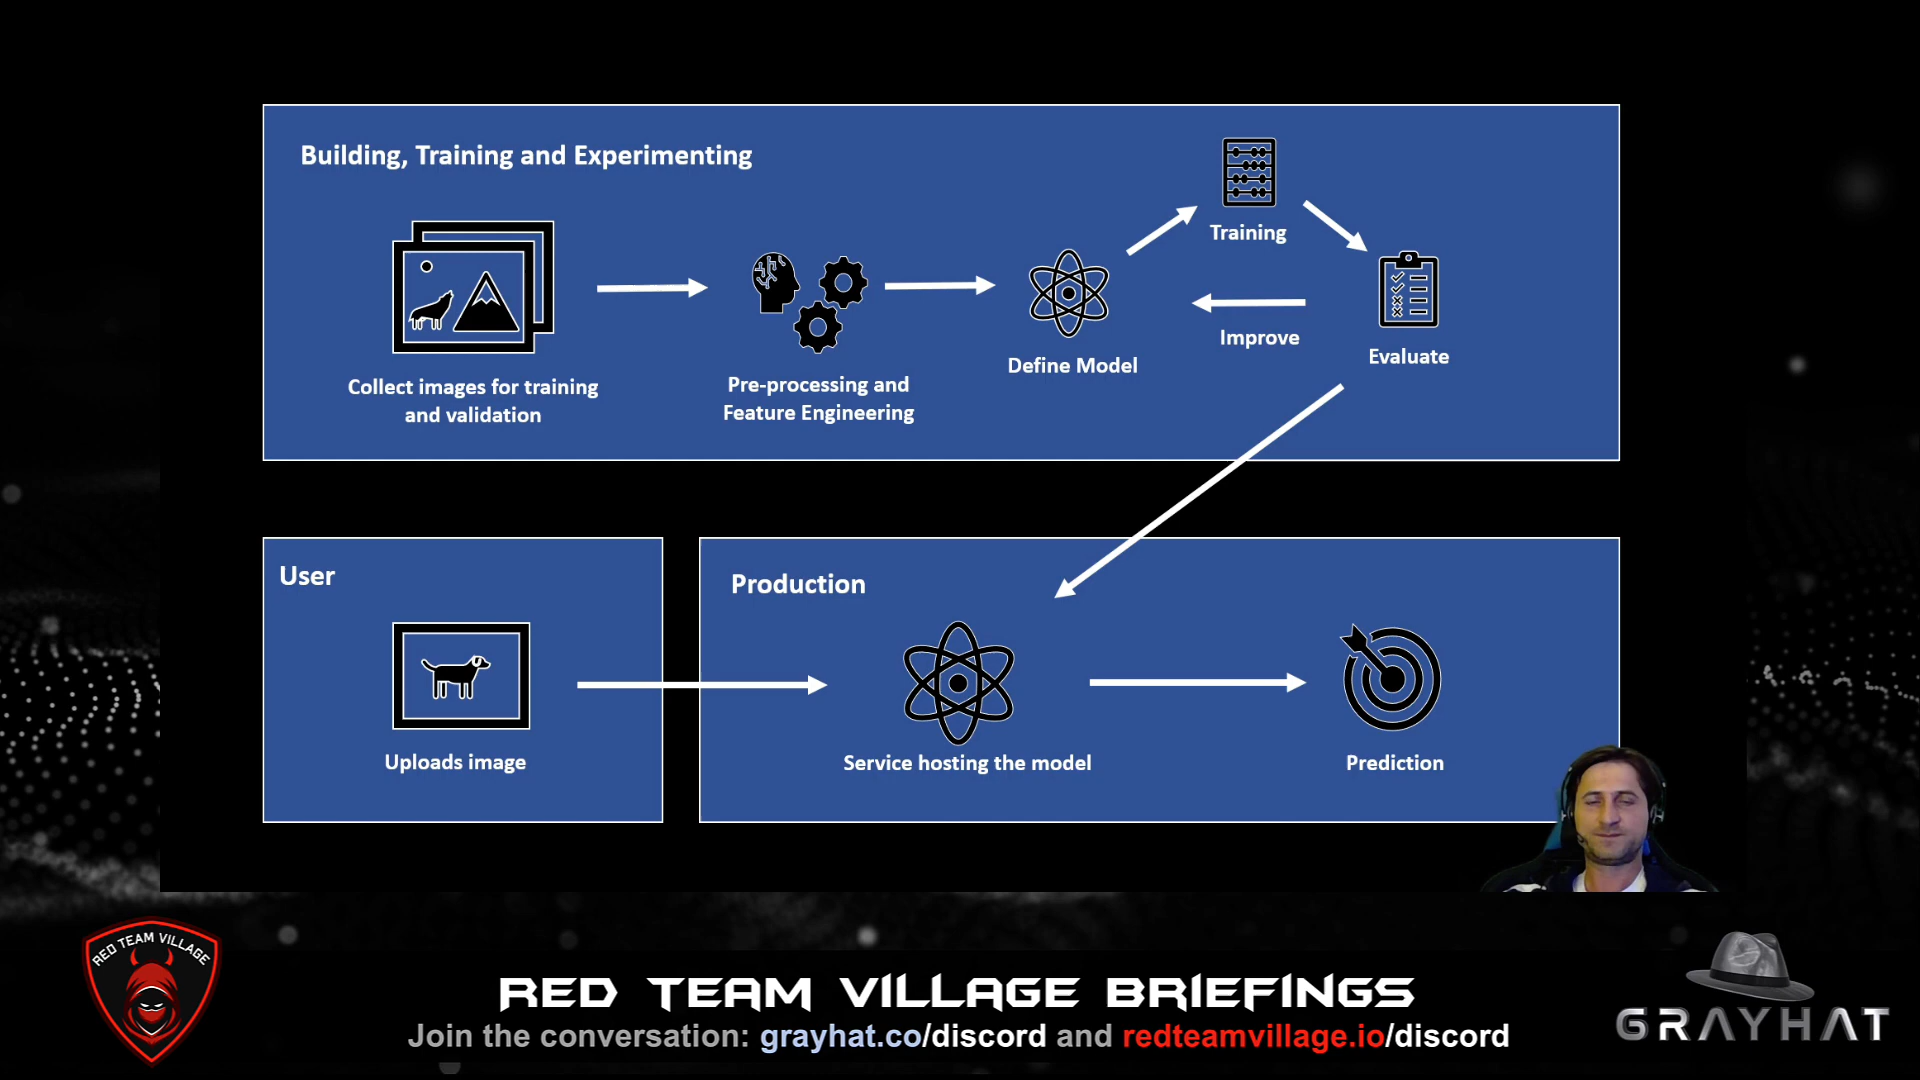 Building, Training and Experimenting
Training
Collect images for training
and validation
Pre-processing and
Feature Engineering
Define Model
Improve
Evaluate
User
Uploads image
Production
Service hosting the model
Prediction
RED TEAM VILLAGE
RED TEAM VILLAGE BRIEFINGS
Join the conversation: grayhat.co/discord and redteamvillage.io/discord
GRAYHAT